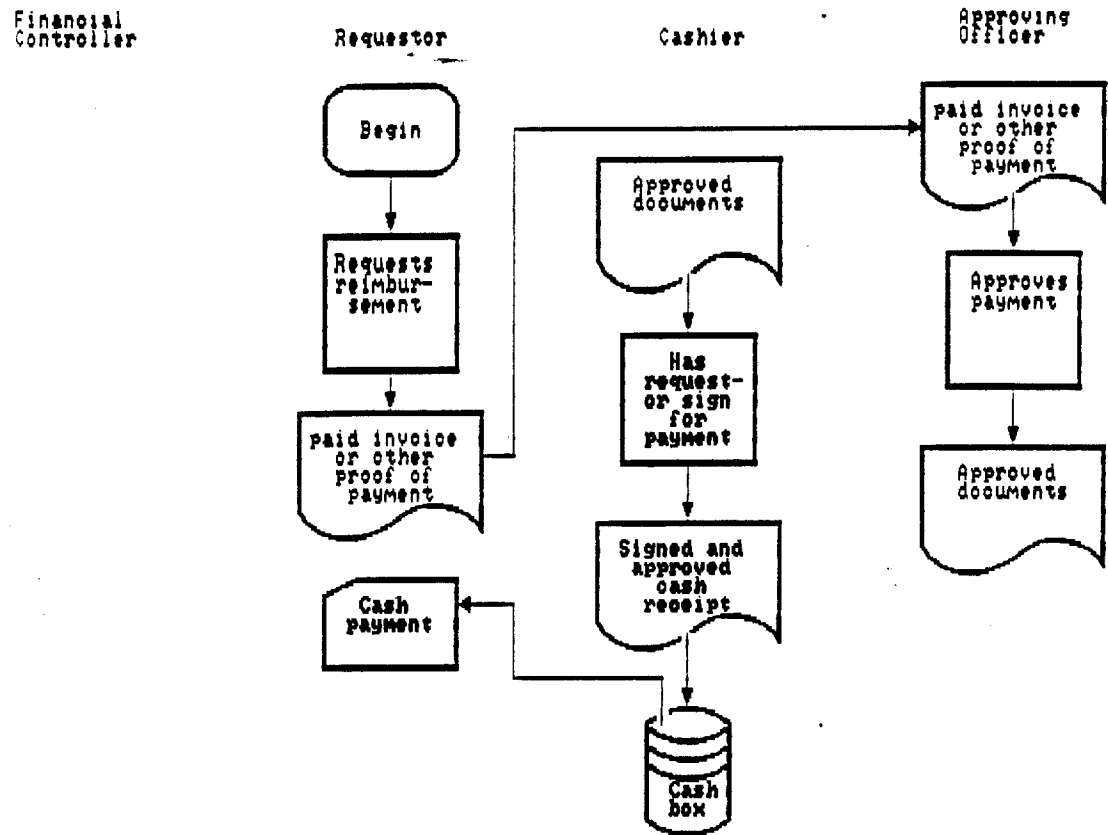 Financial
Controller
Requestor
Cashier
Approving
Officer
Begin
Requests
reimbur-
sement
paid invoice
or other
proof of
payment
Cash
payment
Approved
documents
Has
request-
or sign
for
payment
Signed and
approved
cash
receipt
Cash
box
paid invoice
or other
proof of
payment
Approves
payment
Approved
documents